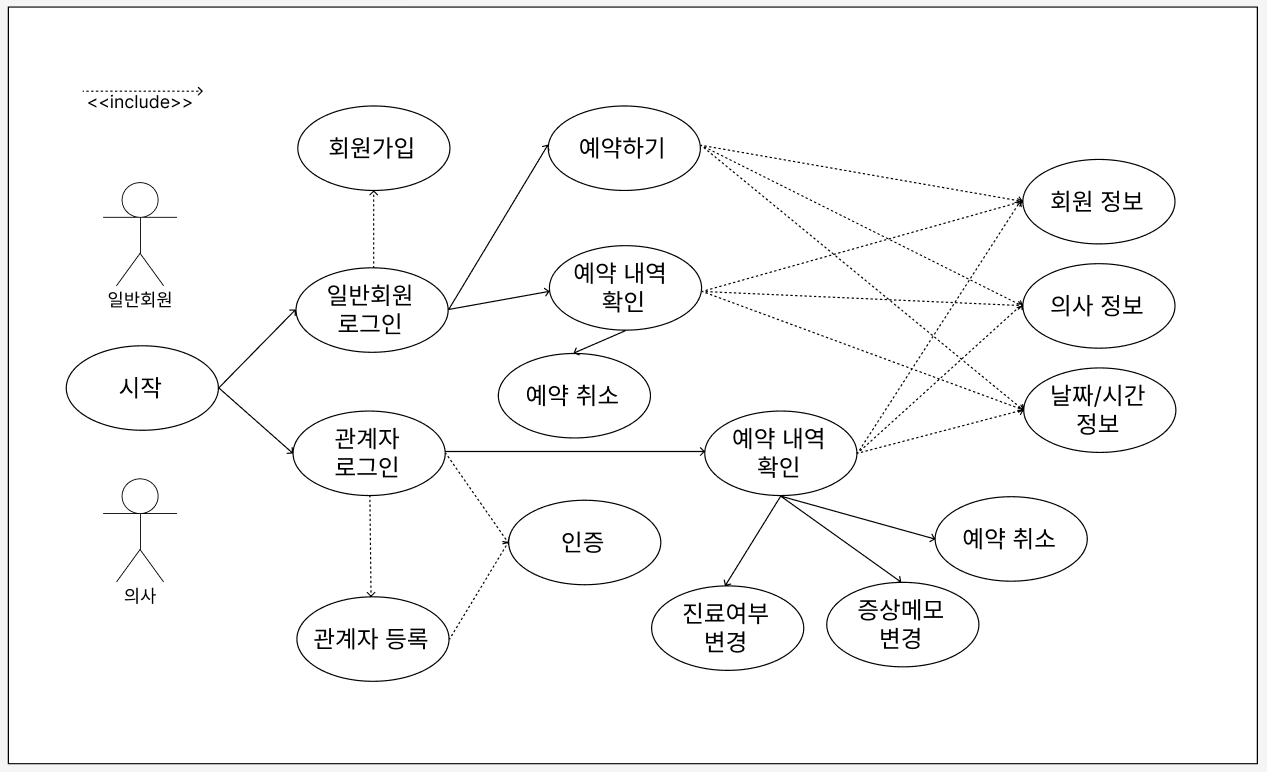 <<include>>
회원가입
예약하기
회원 정보
일반회원
일반회원
로그인
예약 내역
확인
의사 정보
시작
예약 취소
날짜/시간
정보
관계자
로그인
예약 내역
확인
인증
예약 취소
의사
관계자 등록
진료여부
변경
증상메모
변경